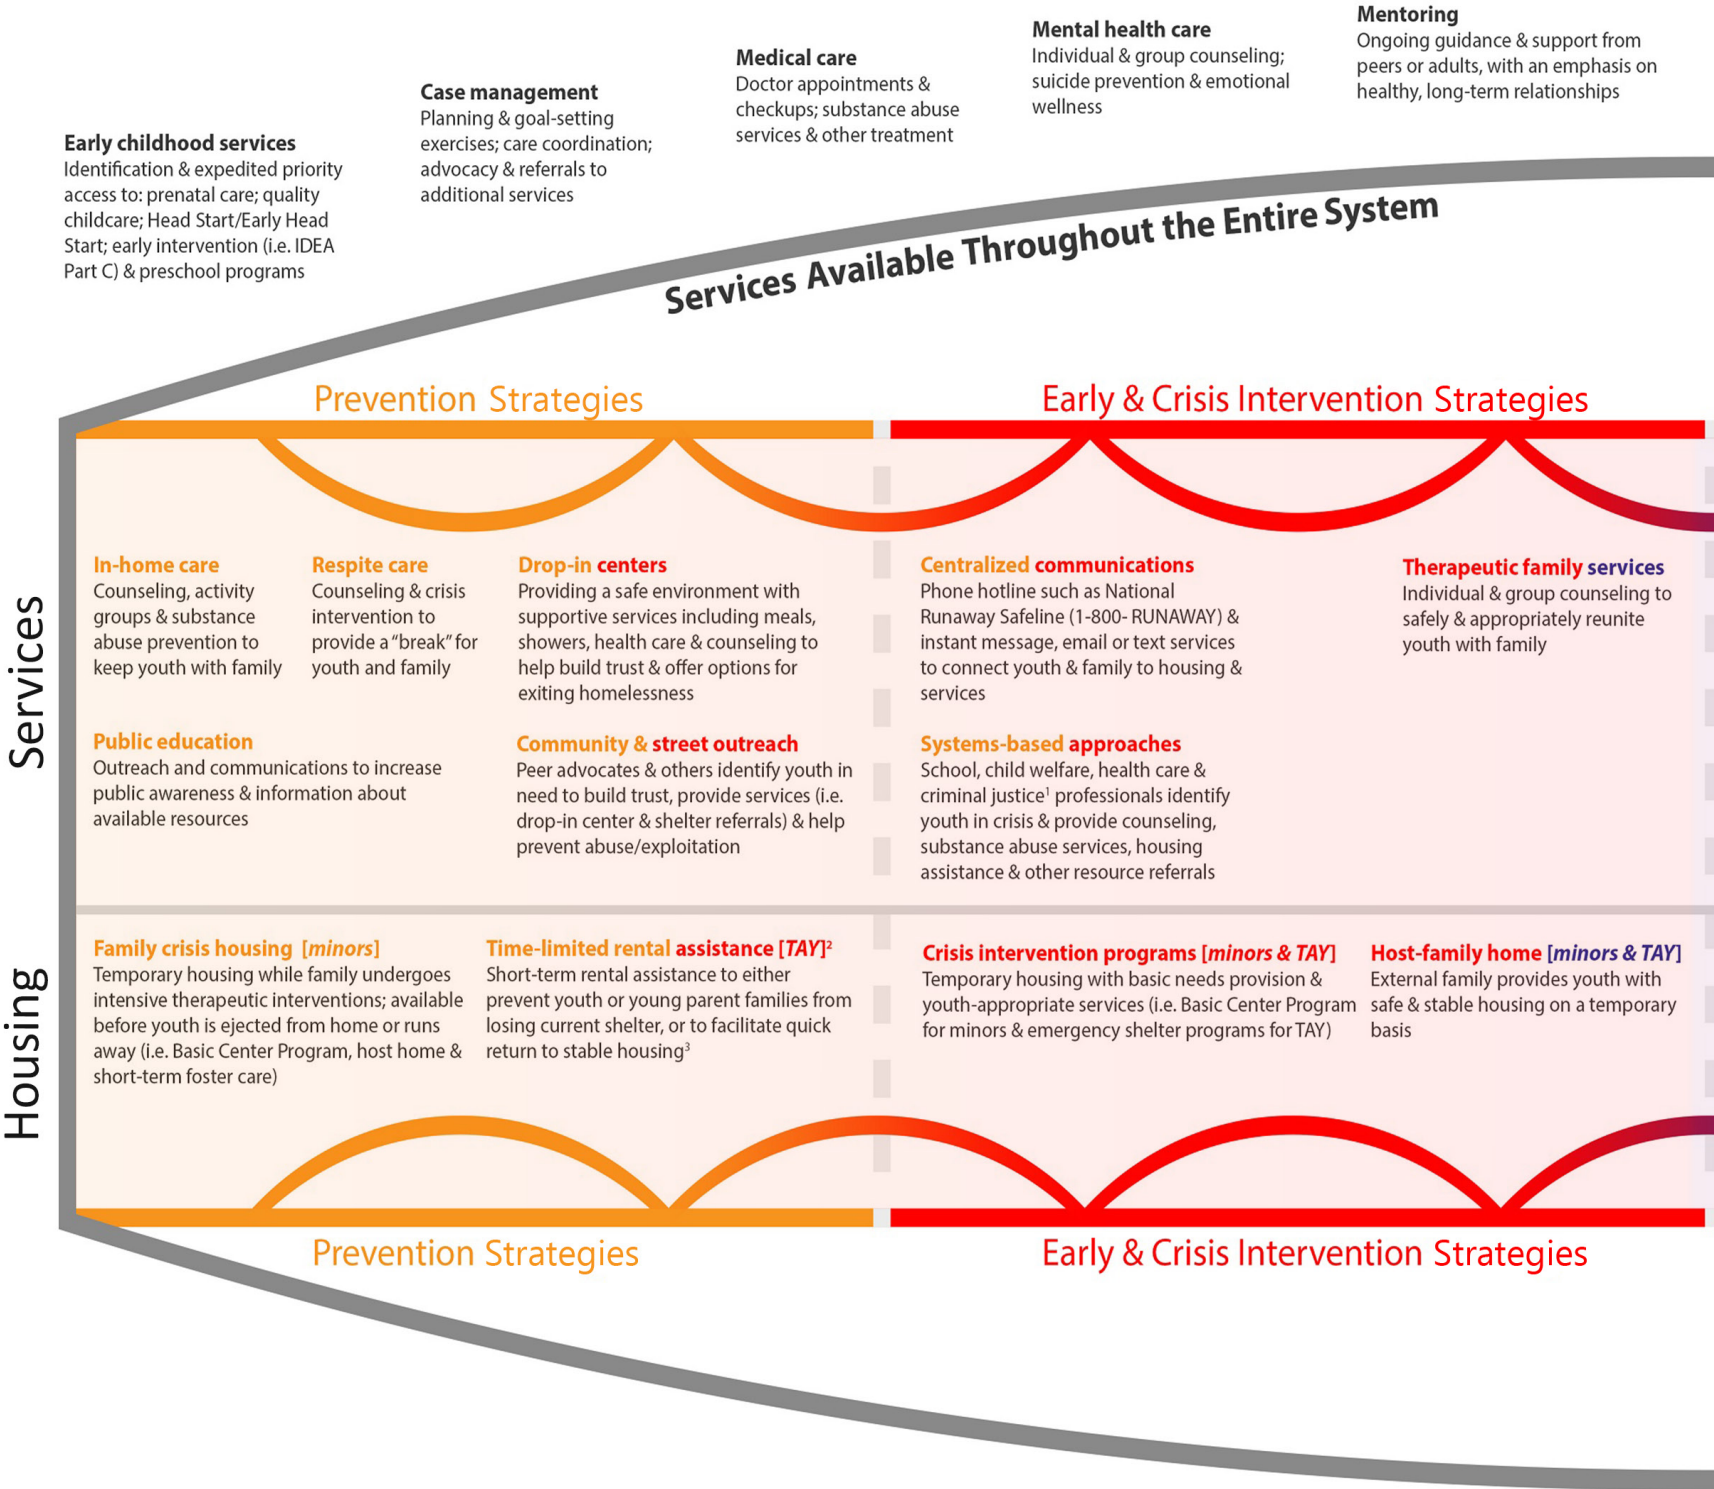 Mentoring
Ongoing guidance & support from
peers or adults, with an emphasis on
healthy, long-term relationships
Mental health care
Individual & group counseling;
suicide prevention & emotional
wellness
Medical care
Doctor appointments &
checkups; substance abuse
services & other treatment
Case management
Planning & goal-setting
exercises; care coordination;
advocacy & referrals to
additional services
Early childhood services
Identification & expedited priority
access to: prenatal care; quality
childcare; Head Start/Early Head
Start; early intervention (i.e. IDEA
Part C) & preschool programs
Services Available Throughout the Entire System
Prevention Strategies
Early & Crisis Intervention Strategies
Services
In-home care
Counseling, activity
groups & substance
abuse prevention to
keep youth with family
Respite care
Counseling & crisis
intervention to
provide a “break” for
youth and family
Drop-in centers
Providing a safe environment with
supportive services including meals,
showers, health care & counseling to
help build trust & offer options for
exiting homelessness
Centralized communications
Phone hotline such as National
Runaway Safeline (1-800- RUNAWAY) &
instant message, email or text services
to connect youth & family to housing &
services
Therapeutic family services
Individual & group counseling to
safely & appropriately reunite
youth with family
Public education
Outreach and communications to increase
public awareness & information about
available resources
Community & street outreach
Peer advocates & others identify youth in
need to build trust, provide services (i.e.
drop-in center & shelter referrals) & help
prevent abuse/exploitation
Systems-based approaches
School, child welfare, health care &
criminal justice¹ professionals identify
youth in crisis & provide counseling,
substance abuse services, housing
assistance & other resource referrals
Housing
Family crisis housing [minors]
Temporary housing while family undergoes
intensive therapeutic interventions; available
before youth is ejected from home or runs
away (i.e. Basic Center Program, host home &
short-term foster care)
Time-limited rental assistance [TAY]²
Short-term rental assistance to either
prevent youth or young parent families from
losing current shelter, or to facilitate quick
return to stable housing³
Crisis intervention programs [minors & TAY]
Temporary housing with basic needs provision &
youth-appropriate services (i.e. Basic Center Program
for minors & emergency shelter programs for TAY)
Host-family home [minors & TAY]
External family provides youth with
safe & stable housing on a temporary
basis
Prevention Strategies
Early & Crisis Intervention Strategies